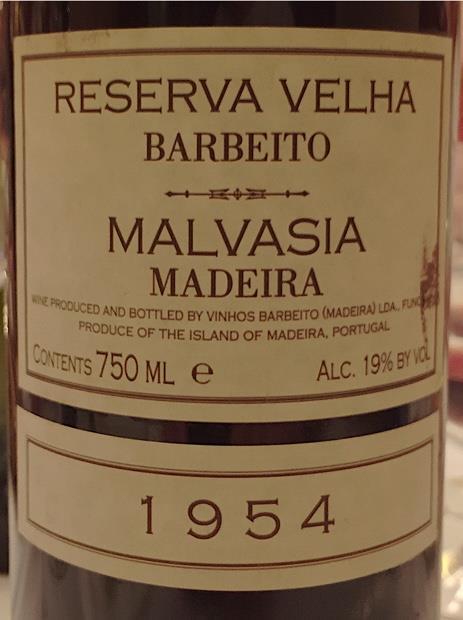 RESERVA VELHA
BARBEITO
MALVASIA
MADEIRA
WINE PRODUCED AND BOTTLED BY VINHOS BARBEITO (MADEIRA) LDA.,
PRODUCE OF THE ISLAND OF MADEIRA, PORTUGAL
CONTENTS 750 ML e ALC. 19% BY VOL
1954